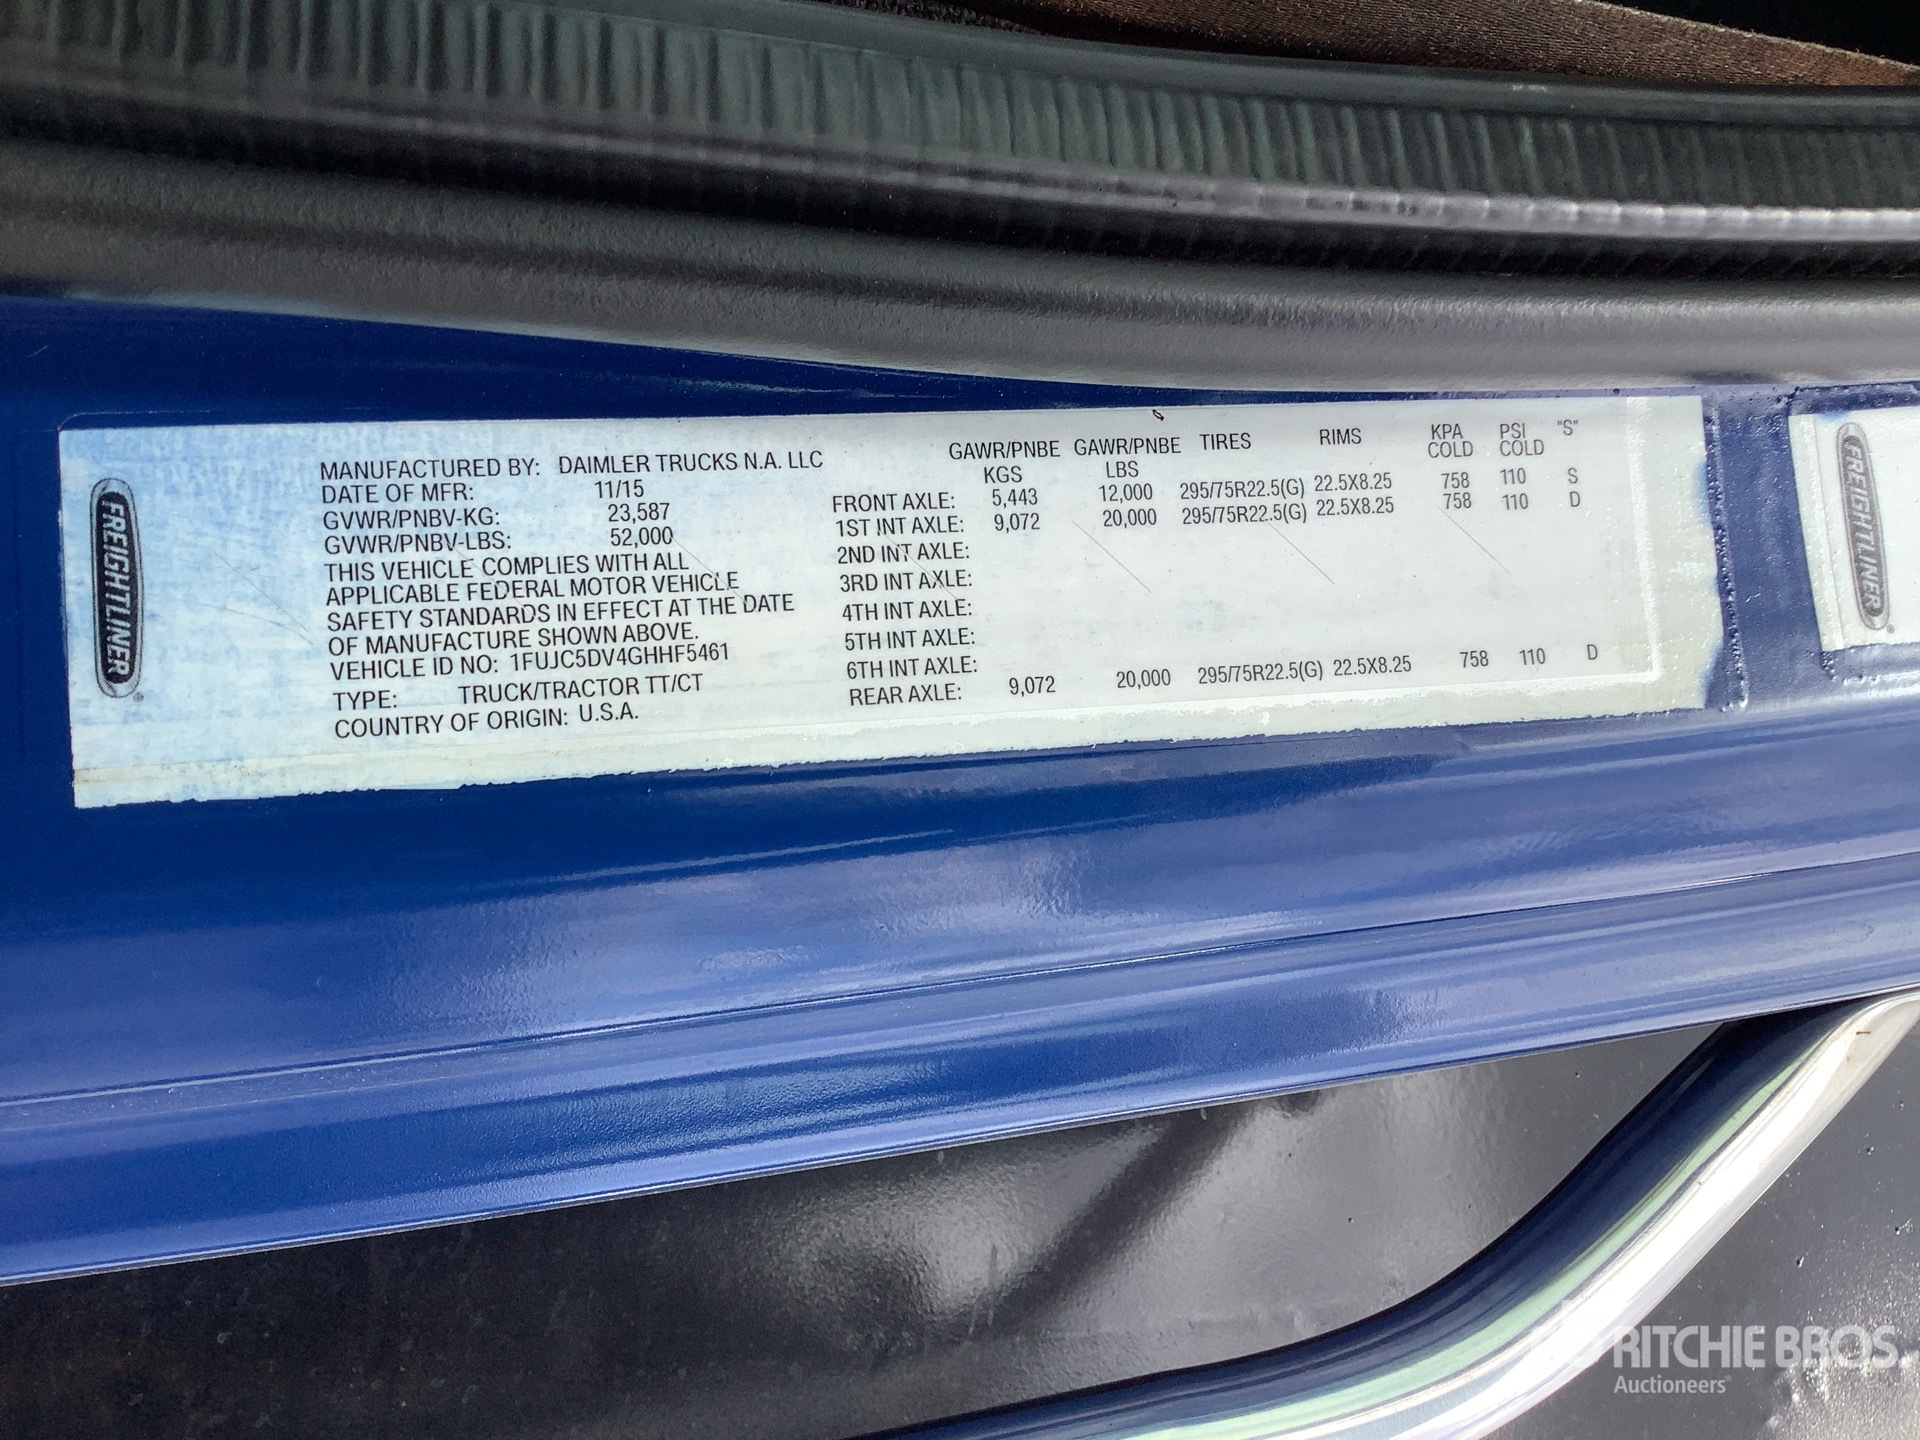 FREIGHTLINER
MANUFACTURED BY: DAIMLER TRUCKS N.A. LLC
DATE OF MFR: 11/15
GVWR/PNBV-KG: 23,587
GVWR/PNBV-LBS: 52,000
THIS VEHICLE COMPLIES WITH ALL
APPLICABLE FEDERAL MOTOR VEHICLE
SAFETY STANDARDS IN EFFECT AT THE DATE
OF MANUFACTURE SHOWN ABOVE.
VEHICLE ID NO: 1FUJC5DV4GHHF5461
TYPE: TRUCK/TRACTOR TT/CT
COUNTRY OF ORIGIN: U.S.A.
GAWR/PNBE GAWR/PNBE TIRES RIMS KPA PSI "S"
KGS LBS COLD COLD
FRONT AXLE: 5,443 12,000 295/75R22.5(G) 22.5X8.25 758 110 S
1ST INT AXLE: 9,072 20,000 295/75R22.5(G) 22.5X8.25 758 110 D
2ND INT AXLE:
3RD INT AXLE:
4TH INT AXLE:
5TH INT AXLE:
6TH INT AXLE:
REAR AXLE: 9,072 20,000 295/75R22.5(G) 22.5X8.25 758 110 D
FREIGHTLINER
RITCHIE BROS.
Auctioneers